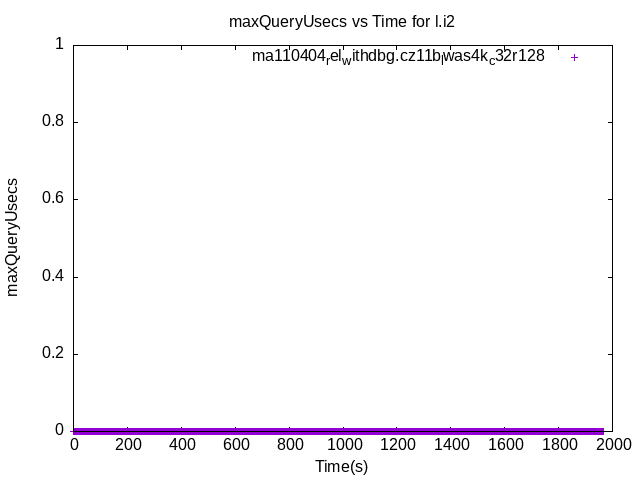 maxQueryUsecs vs Time for l.i2
ma110404_rel_withdbg.cz11b_lwas4k_c32r128
maxQueryUsecs
1
0.8
0.6
0.4
0.2
0
0 200 400 600 800 1000 1200 1400 1600 1800 2000
Time(s)